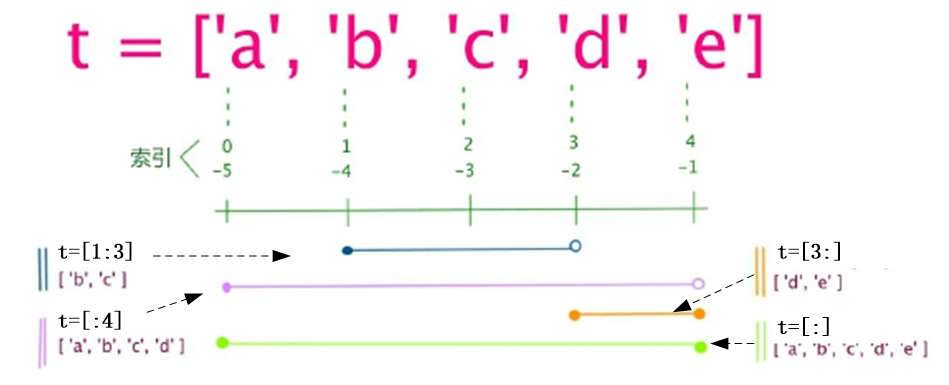 t = ['a', 'b', 'c', 'd', 'e']
0 1 2 3 4
索引
-5 -4 -3 -2 -1
t=[1:3]
['b', 'c']
t=[:4]
['a', 'b', 'c', 'd']
t=[3:]
['d', 'e']
t=[:]
['a', 'b', 'c', 'd', 'e']